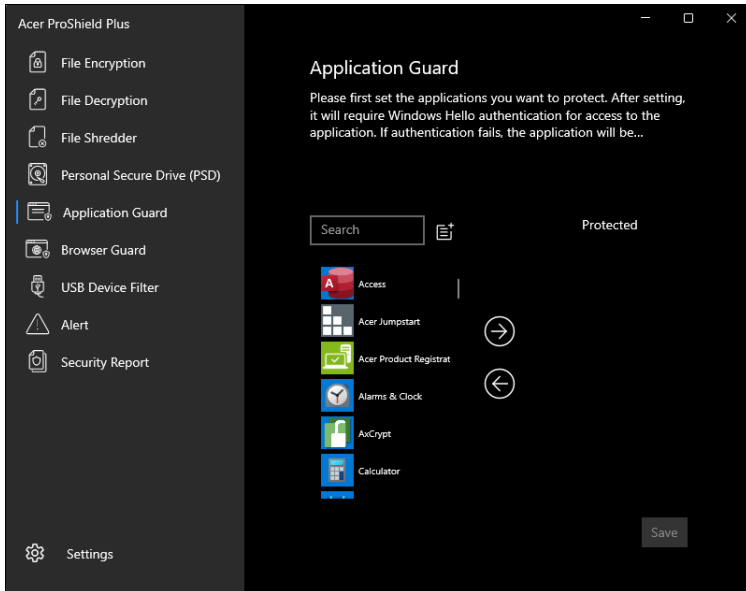 Acer ProShield Plus
File Encryption
File Decryption
File Shredder
Personal Secure Drive (PSD)
Application Guard
Browser Guard
USB Device Filter
Alert
Security Report
Settings
Application Guard
Please first set the applications you want to protect. After setting,
it will require Windows Hello authentication for access to the
application. If authentication fails, the application will be...
Search
Protected
Access
Acer Jumpstart
Acer Product Registrat
Alarms & Clock
AxCrypt
Calculator
Save